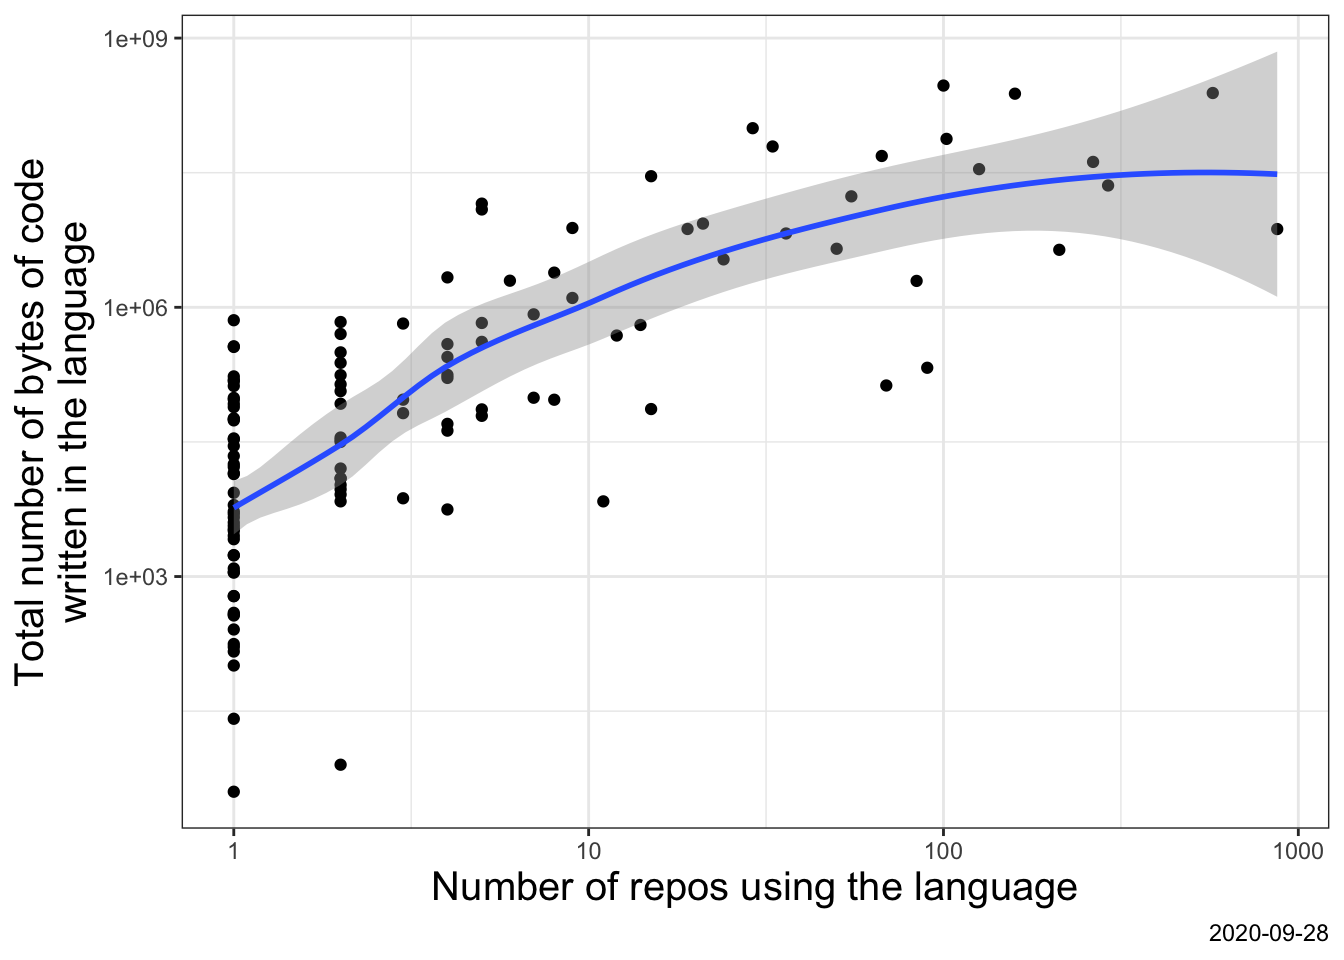 Total number of bytes of code
written in the language
1e+09
1e+06
1e+03
1
10
100
1000
Number of repos using the language
2020-09-28